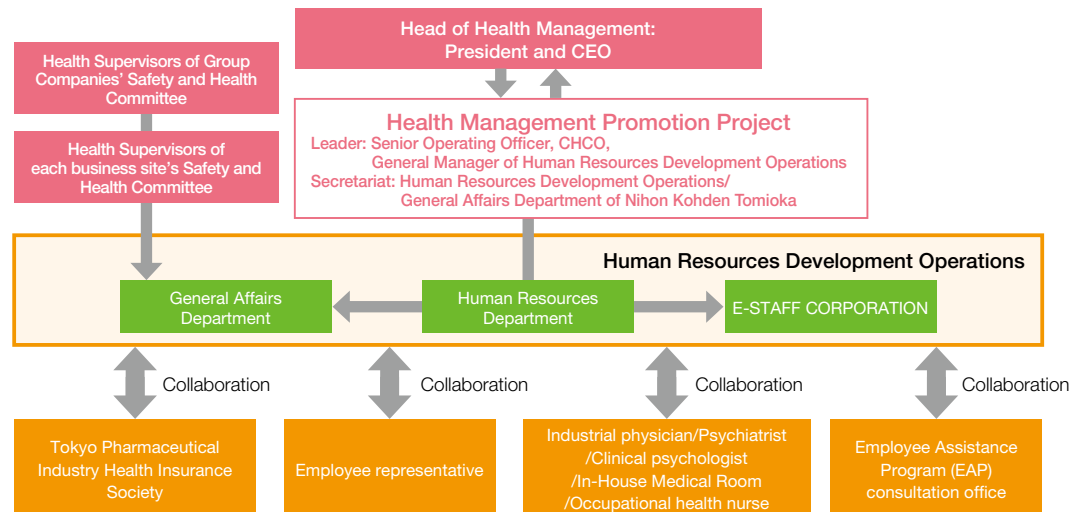 Head of Health Management:
President and CEO
Health Supervisors of Group
Companies' Safety and Health
Committee
Health Management Promotion Project
Leader: Senior Operating Officer, CHCO,
General Manager of Human Resources Development Operations
Secretariat: Human Resources Development Operations/
General Affairs Department of Nihon Kohden Tomioka
Health Supervisors of
each business site's Safety and
Health Committee
Human Resources Development Operations
General Affairs
Department
Human Resources
Department
E-STAFF CORPORATION
Collaboration
Collaboration
Collaboration
Collaboration
Tokyo Pharmaceutical
Industry Health Insurance
Society
Employee representative
Industrial physician/Psychiatrist
/Clinical psychologist
/In-House Medical Room
/Occupational health nurse
Employee Assistance
Program (EAP)
consultation office